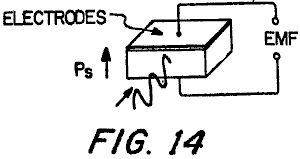 ELECTRODES
EMF
Ps
FIG. 14